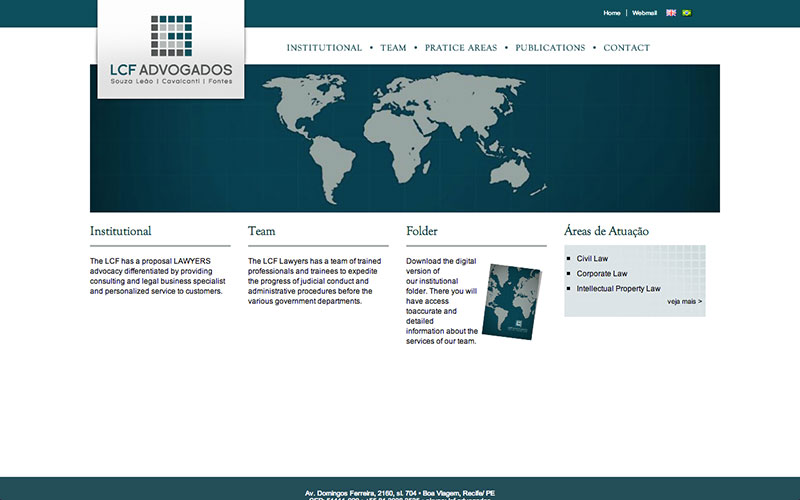 Home | Webmail
LCF ADVOGADOS
Souza Leão | Cavalcanti | Fontes
INSTITUTIONAL • TEAM • PRATICE AREAS • PUBLICATIONS • CONTACT
Institutional
The LCF has a proposal LAWYERS
advocacy differentiated by providing
consulting and legal business specialist
and personalized service to customers.
Team
The LCF Lawyers has a team of trained
professionals and trainees to expedite
the progress of judicial conduct and
administrative procedures before the
various government departments.
Folder
Download the digital
version of
our institutional
folder. There you will
have access
toaccurate and
detailed
information about the
services of our team.
Áreas de Atuação
Civil Law
Corporate Law
Intellectual Property Law
veja mais >
Av. Domingos Ferreira, 2160, sl. 704 • Boa Viagem, Recife/ PE